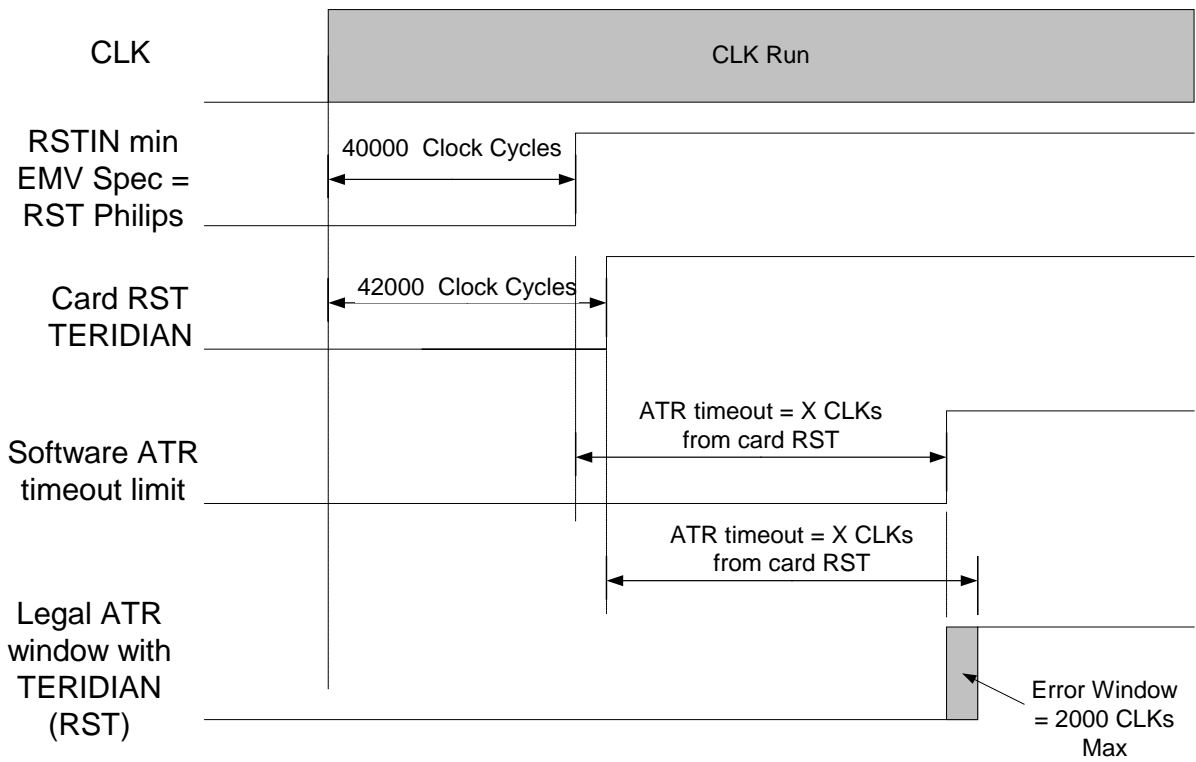 CLK
CLK Run
RSTIN min
EMV Spec =
RST Philips
40000 Clock Cycles
Card RST
TERIDIAN
42000 Clock Cycles
Software ATR
timeout limit
ATR timeout = X CLKs
from card RST
ATR timeout = X CLKs
from card RST
Legal ATR
window with
TERIDIAN
(RST)
Error Window
= 2000 CLKs
Max